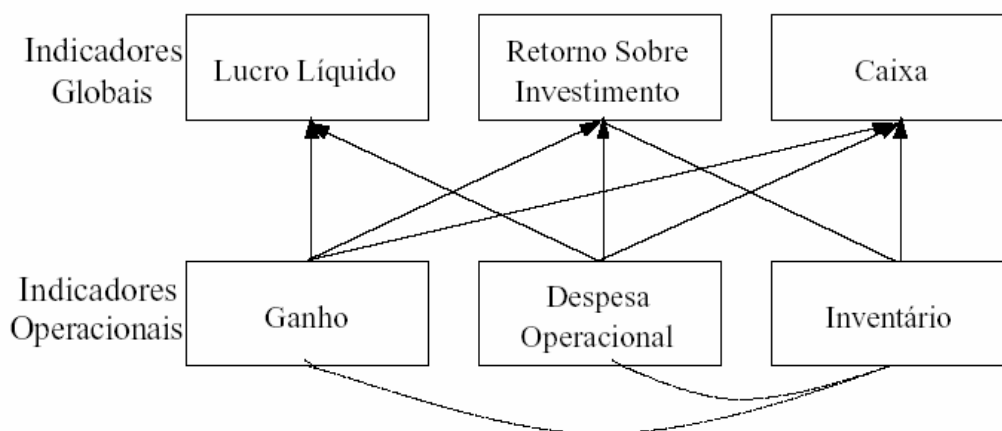 Indicadores
Globais
Lucro Líquido
Retorno Sobre
Investimento
Caixa
Indicadores
Operacionais
Ganho
Despesa
Operacional
Inventário